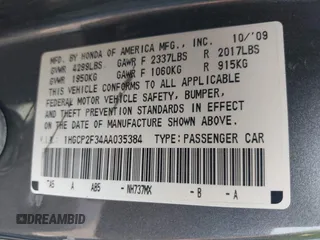 MFD. BY HONDA OF AMERICA MFG., INC. 10/'09
GVWR 4299LBS GAWR F 2337LBS R 2017LBS
GVWR 1950KG GAWR F 1060KG R 915KG
THIS VEHICLE CONFORMS TO ALL APPLICABLE
FEDERAL MOTOR VEHICLE SAFETY, BUMPER,
AND THEFT PREVENTION STANDARDS IN EFFECT
ON THE DATE OF MANUFACTURE SHOWN ABOVE.
1HGCP2F34AA035384 TYPE: PASSENGER CAR
TA5 A AB5 - NH737MX - B - A
DREAMBID